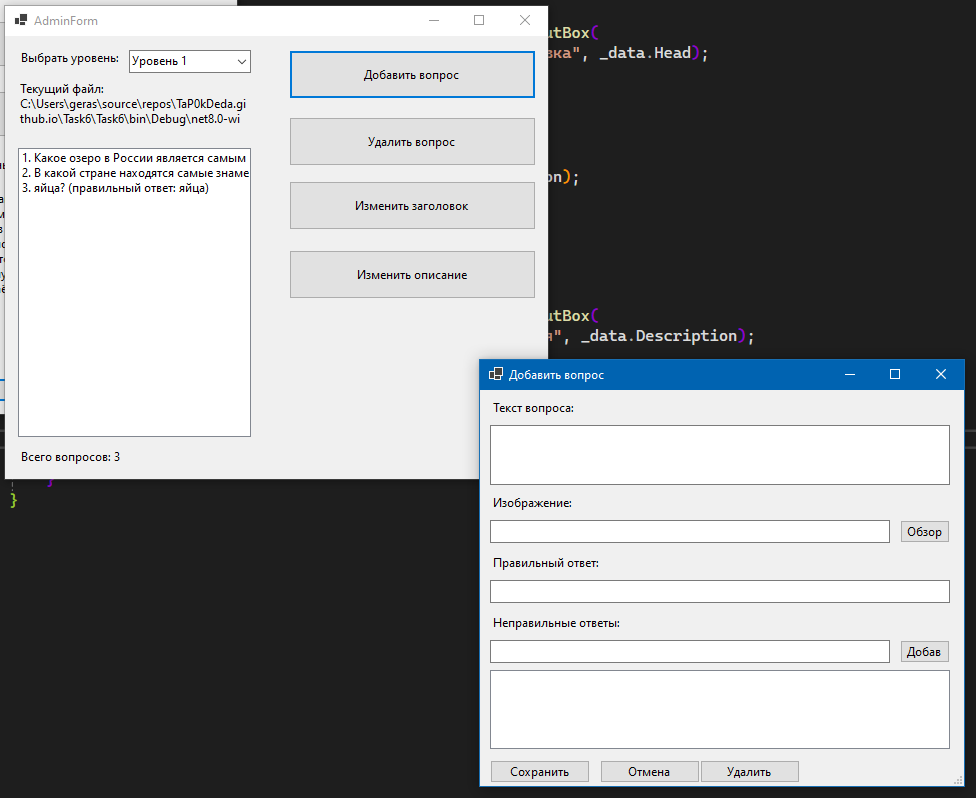 AdminForm
Выбрать уровень:
Уровень 1
Текущий файл:
C:\Users\geras\source\repos\TaP0kDeda.gi
thub.io\Task6\Task6\bin\Debug\net8.0-wi
1. Какое озеро в России является самым
2. В какой стране находятся самые знаме
3. яйца? (правильный ответ: яйца)
Всего вопросов: 3
Добавить вопрос
Удалить вопрос
Изменить заголовок
Изменить описание
utBox(
вка", _data.Head);
on);
utBox(
я", _data.Description);
}
}
Добавить вопрос
Текст вопроса:
Изображение:
Обзор
Правильный ответ:
Неправильные ответы:
Добав
Сохранить
Отмена
Удалить